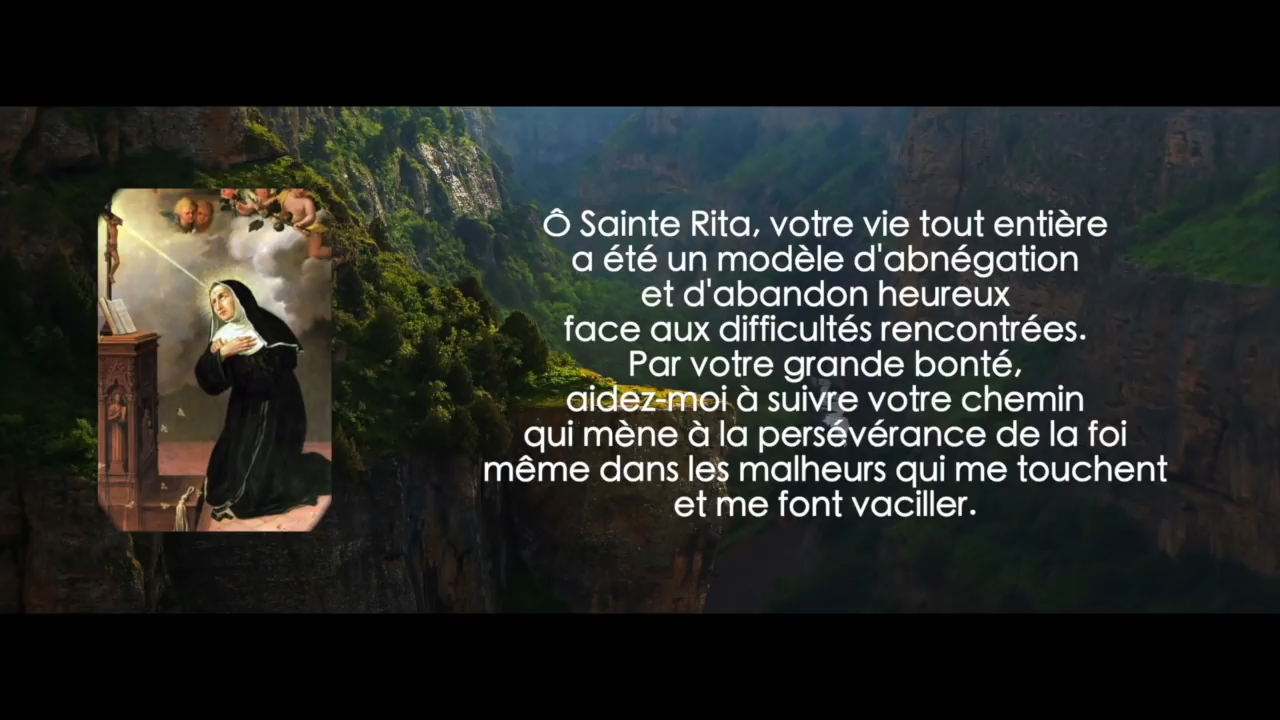 Ô Sainte Rita, votre vie tout entière
a été un modèle d'abnégation
et d'abandon heureux
face aux difficultés rencontrées.
Par votre grande bonté,
aidez-moi à suivre votre chemin
qui mène à la persévérance de la foi
même dans les malheurs qui me touchent
et me font vaciller.